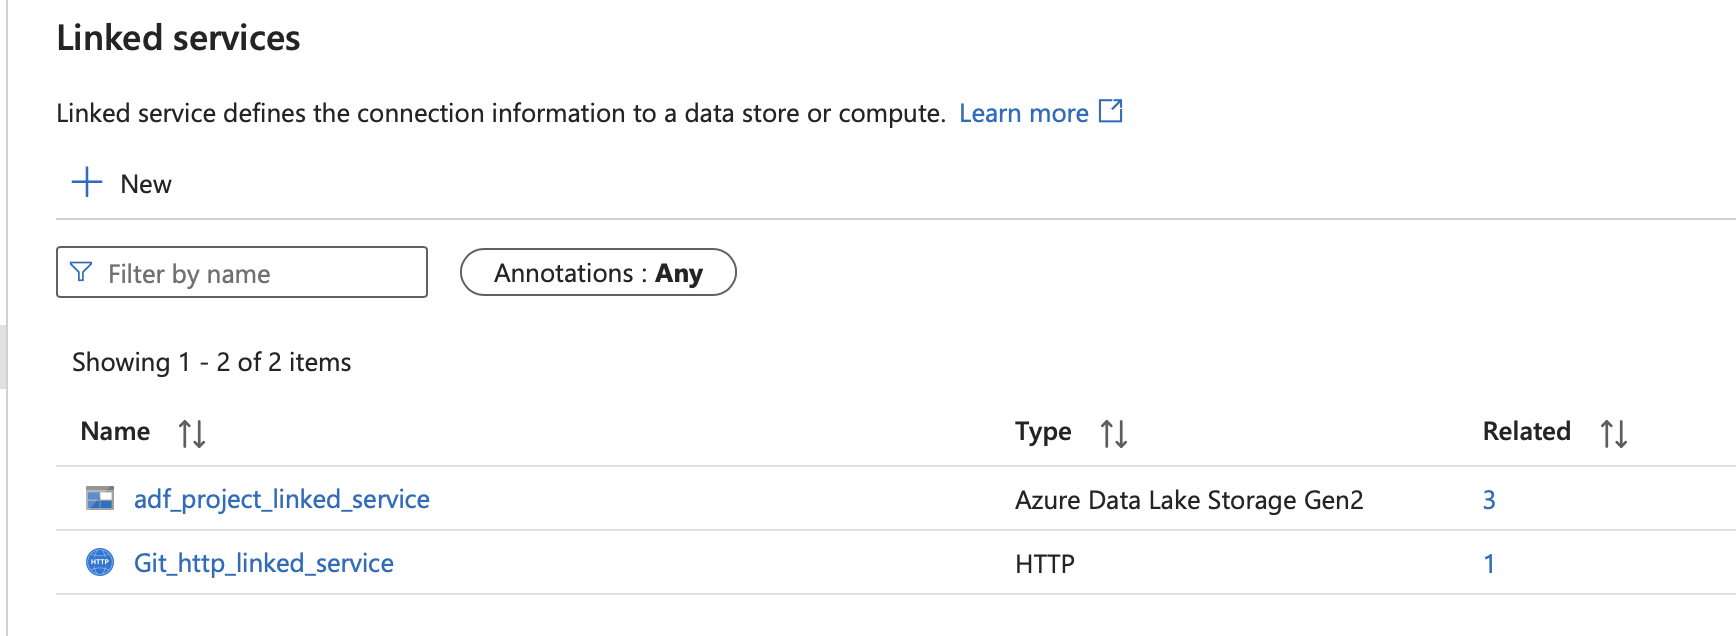 Linked services
Linked service defines the connection information to a data store or compute. Learn more
New
Filter by name
Annotations : Any
Showing 1 - 2 of 2 items
Name Type Related
adf_project_linked_service Azure Data Lake Storage Gen2 3
HTTP Git_http_linked_service HTTP 1